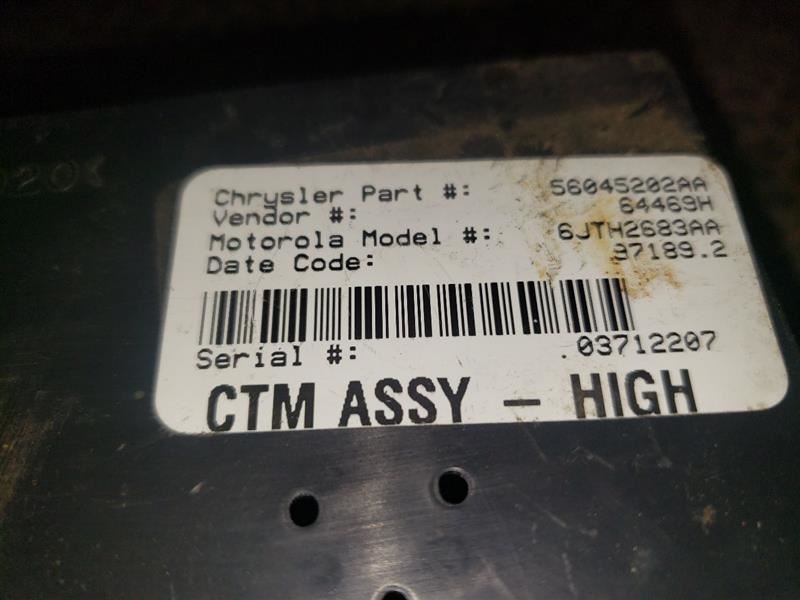 Chrysler Part #: 56045202AA
Vendor #: 64469H
Motorola Model #: 6JTH2683AA
Date Code: 97189.2
Serial #: .03712207
CTM ASSY - HIGH